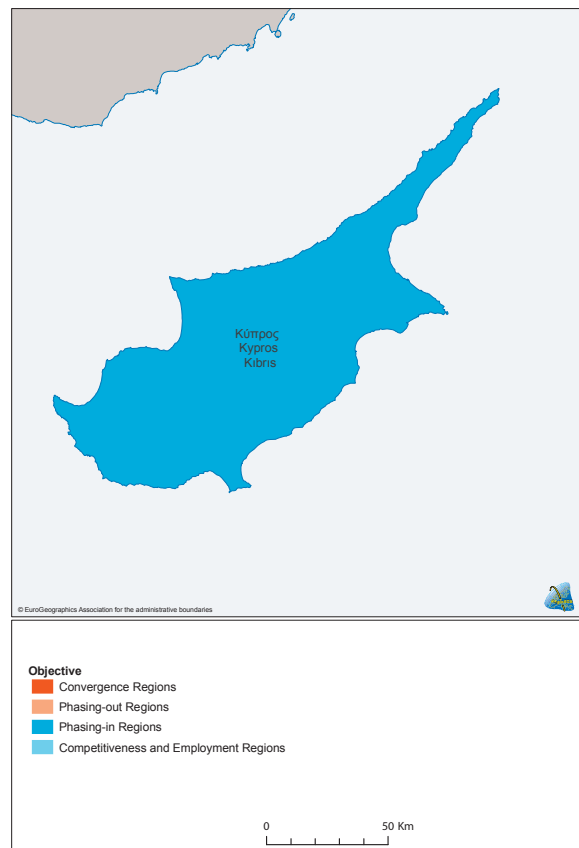 Κύπρος
Kypros
Kıbrıs
© EuroGeographics Association for the administrative boundaries
Objective
Convergence Regions
Phasing-out Regions
Phasing-in Regions
Competitiveness and Employment Regions
0 50 Km